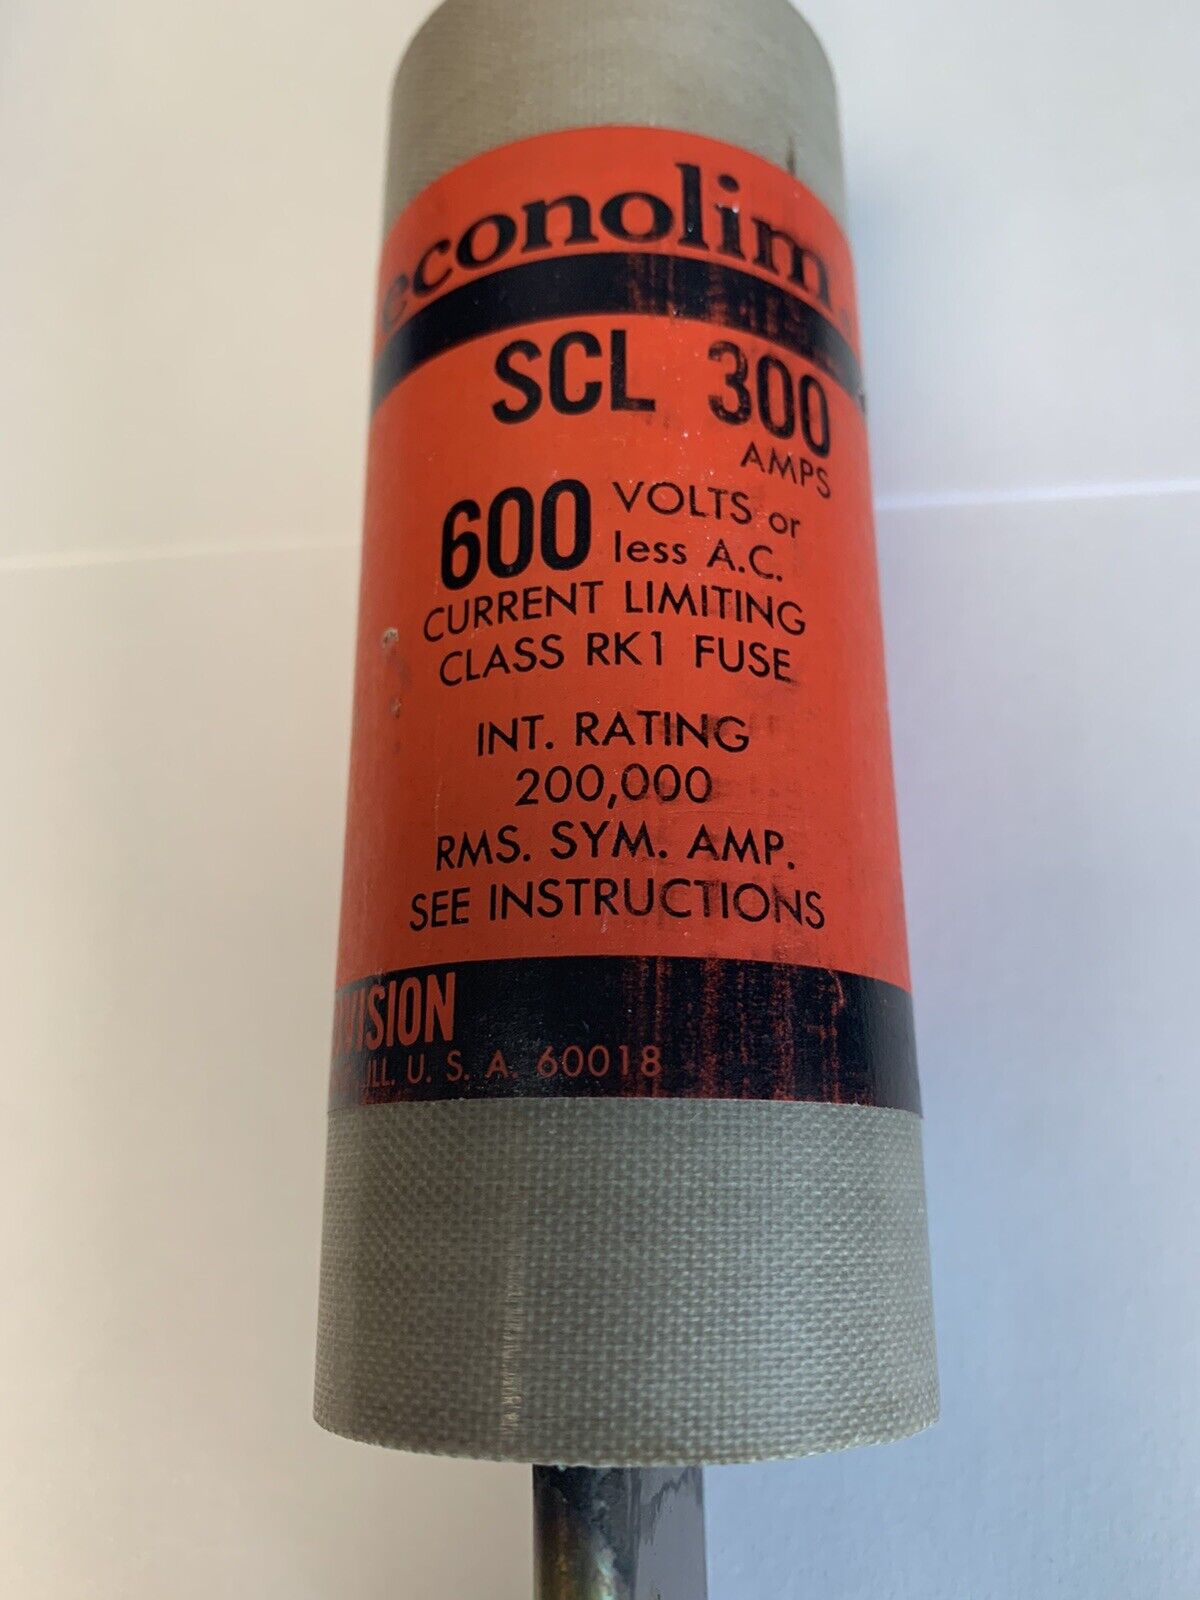 econolim
SCL 300
AMPS
600 VOLTS or
less A.C.
CURRENT LIMITING
CLASS RK1 FUSE
INT. RATING
200,000
RMS. SYM. AMP.
SEE INSTRUCTIONS
VISION
ILL. U. S. A. 60018